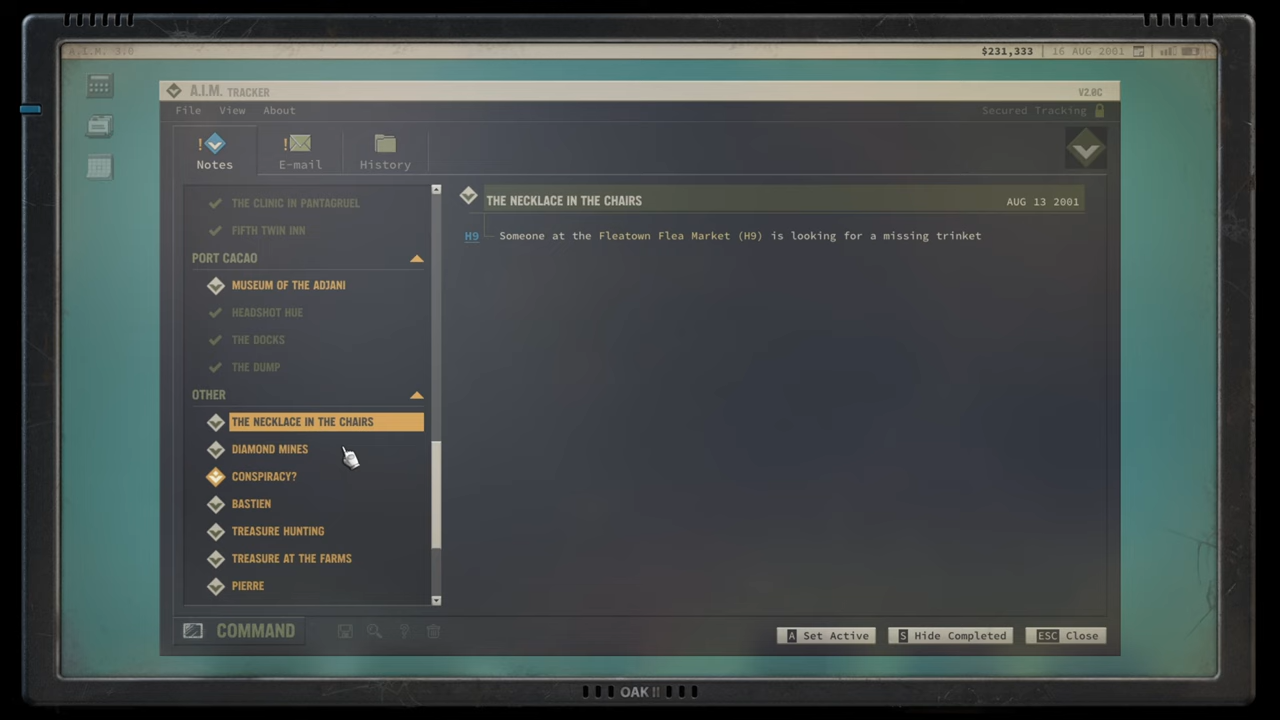 A.I.M. 3.0
$231,333 | 16 AUG 2001
A.I.M. TRACKER
V2.0C
File View About
Secured Tracking
! Notes
! E-mail
History
THE CLINIC IN PANTAGRUEL
FIFTH TWIN INN
PORT CACAO
MUSEUM OF THE ADJANI
HEADSHOT HUE
THE DOCKS
THE DUMP
OTHER
THE NECKLACE IN THE CHAIRS
DIAMOND MINES
CONSPIRACY?
BASTIEN
TREASURE HUNTING
TREASURE AT THE FARMS
PIERRE
THE NECKLACE IN THE CHAIRS
AUG 13 2001
H9 Someone at the Fleatown Flea Market (H9) is looking for a missing trinket
COMMAND
A Set Active
S Hide Completed
ESC Close
OAK II